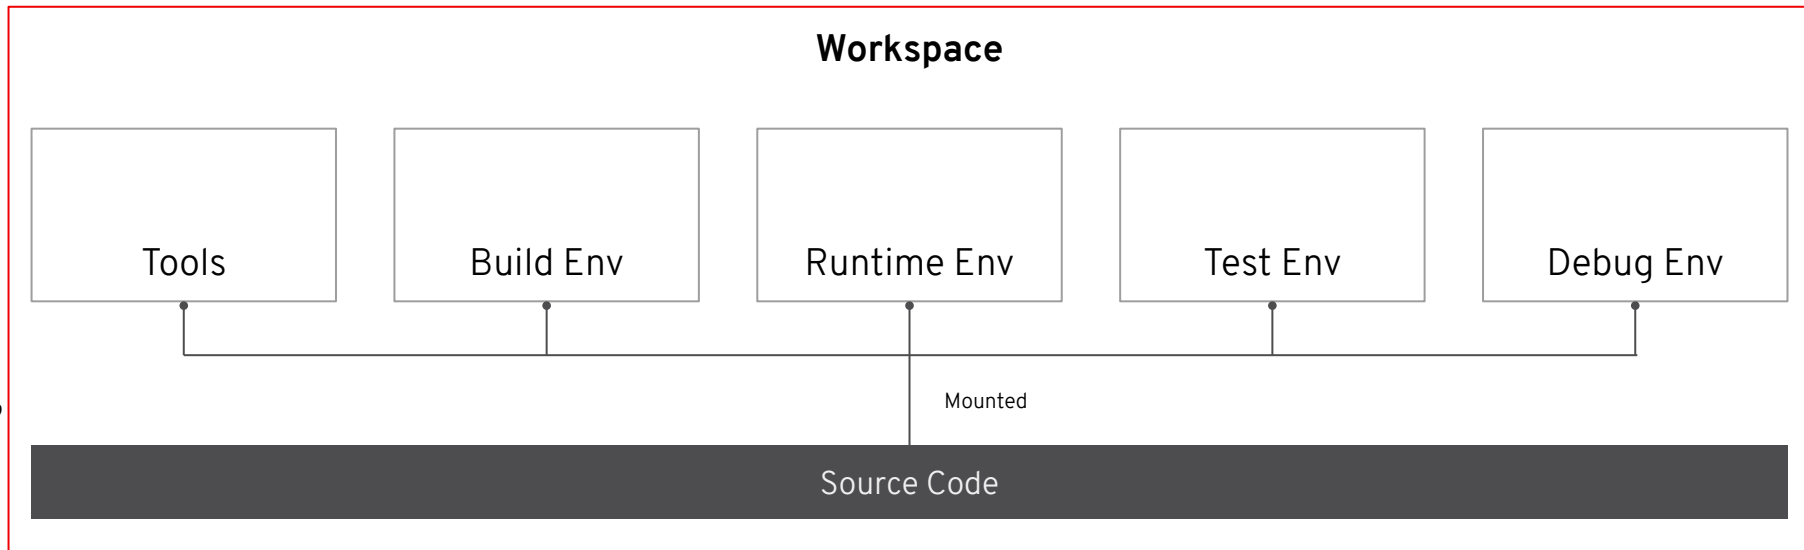 Workspace
Tools
Build Env
Runtime Env
Test Env
Debug Env
Mounted
Source Code